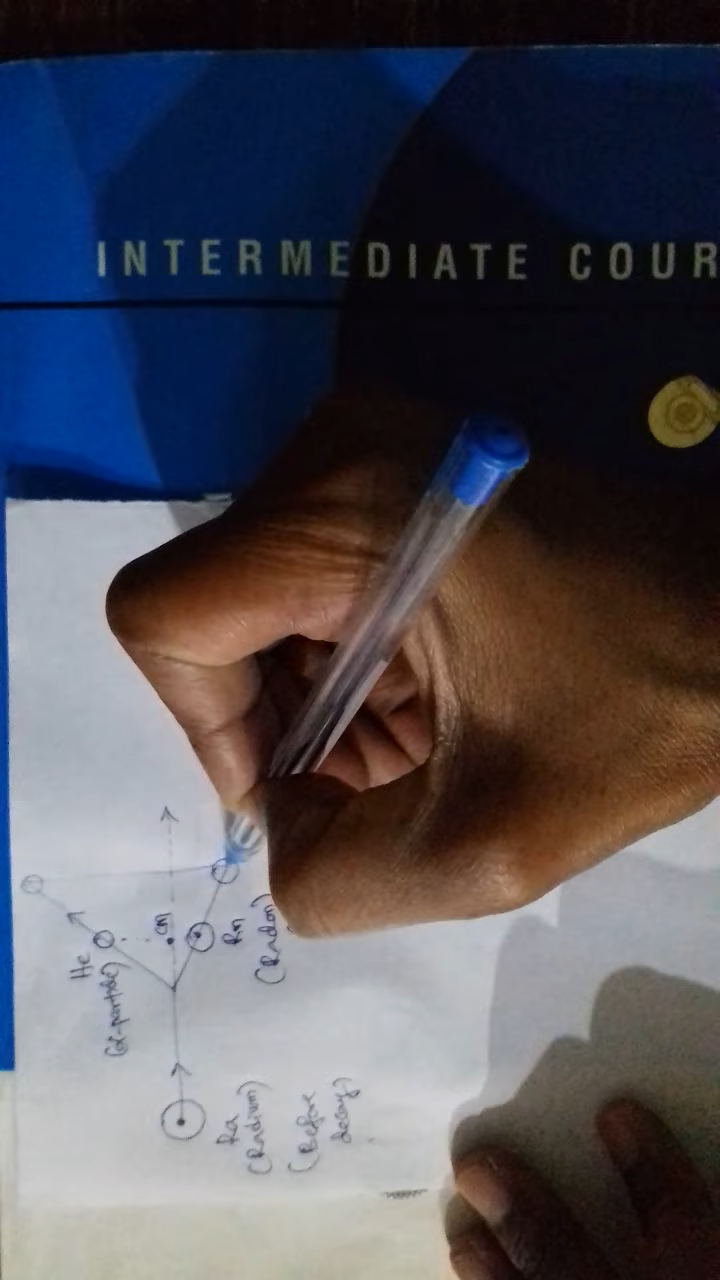 INTERMEDIATE COUR
He
(α-particle)
CM
Rn
(Radon)
Ra
(Radium)
(Before
decay)